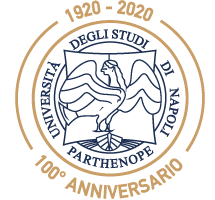 1920 - 2020
UNIVERSITÀ
DEGLI STUDI
DI NAPOLI
PARTHENOPE
100° ANNIVERSARIO